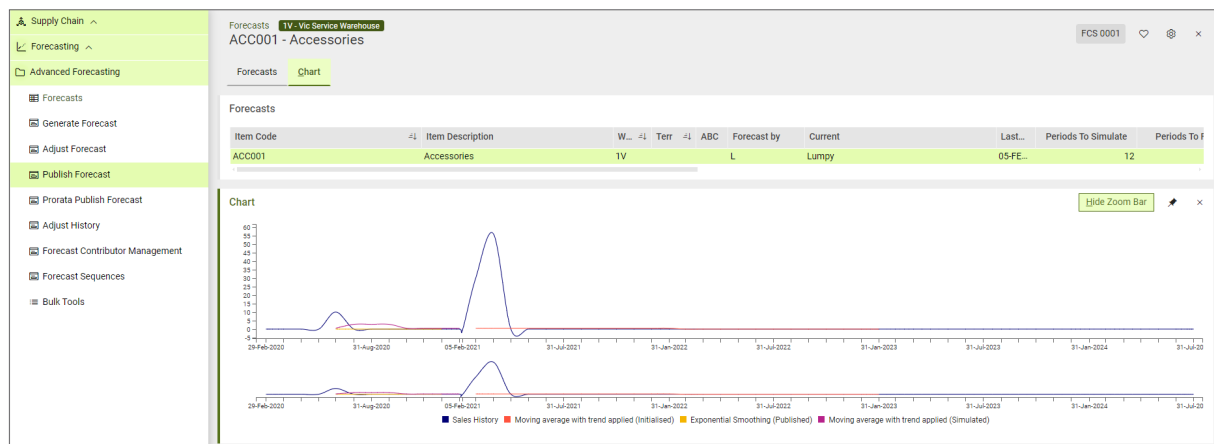 Supply Chain
Forecasting
Advanced Forecasting
Forecasts
Generate Forecast
Adjust Forecast
Publish Forecast
Prorata Publish Forecast
Adjust History
Forecast Contributor Management
Forecast Sequences
Bulk Tools
Forecasts 1V - Vic Service Warehouse
ACC001 - Accessories
FCS 0001
Forecasts Chart
Forecasts
Item Code Item Description W... Terr ABC Forecast by Current Last... Periods To Simulate Periods To F
ACC001 Accessories 1V L Lumpy 05-FE... 12
Chart
Hide Zoom Bar
60
55
50
45
40
35
30
25
20
15
10
5
0
-5
29-Feb-2020 31-Aug-2020 05-Feb-2021 31-Jul-2021 31-Jan-2022 31-Jul-2022 31-Jan-2023 31-Jul-2023 31-Jan-2024 31-Jul-20
29-Feb-2020 31-Aug-2020 05-Feb-2021 31-Jul-2021 31-Jan-2022 31-Jul-2022 31-Jan-2023 31-Jul-2023 31-Jan-2024 31-Jul-20
Sales History Moving average with trend applied (Initialised) Exponential Smoothing (Published) Moving average with trend applied (Simulated)